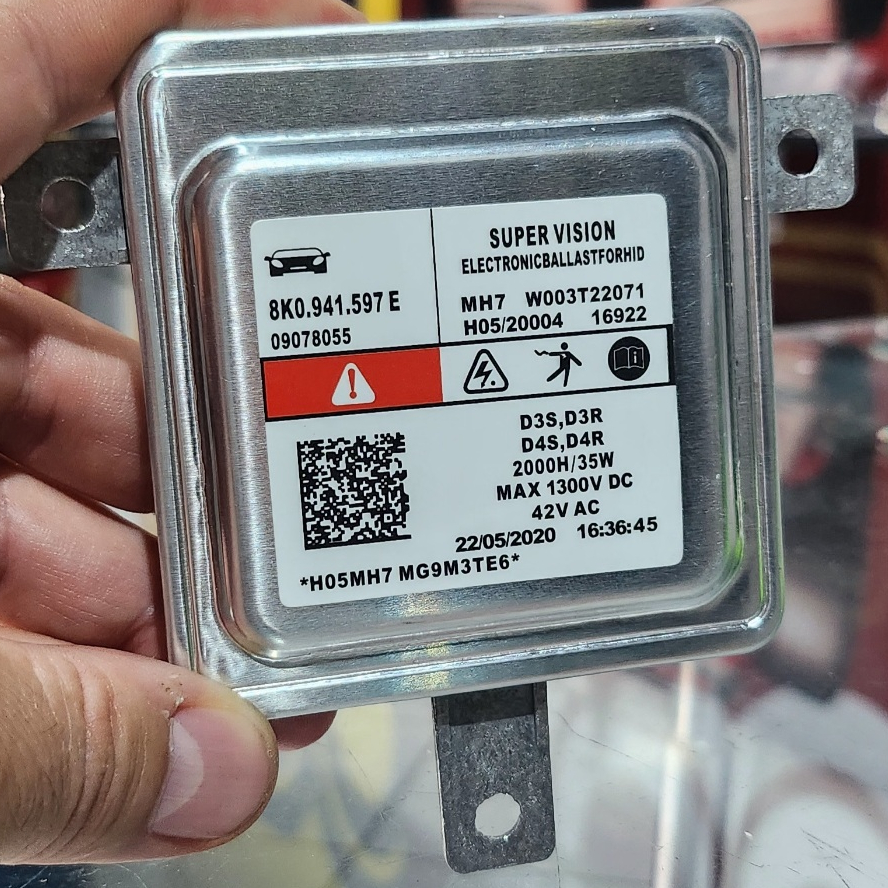 8K0.941.597 E
09078055
SUPER VISION
ELECTRONICBALLASTFORHID
MH7 W003T22071
H05/20004 16922
D3S,D3R
D4S,D4R
2000H/35W
MAX 1300V DC
42V AC
22/05/2020 16:36:45
*H05MH7 MG9M3TE6*